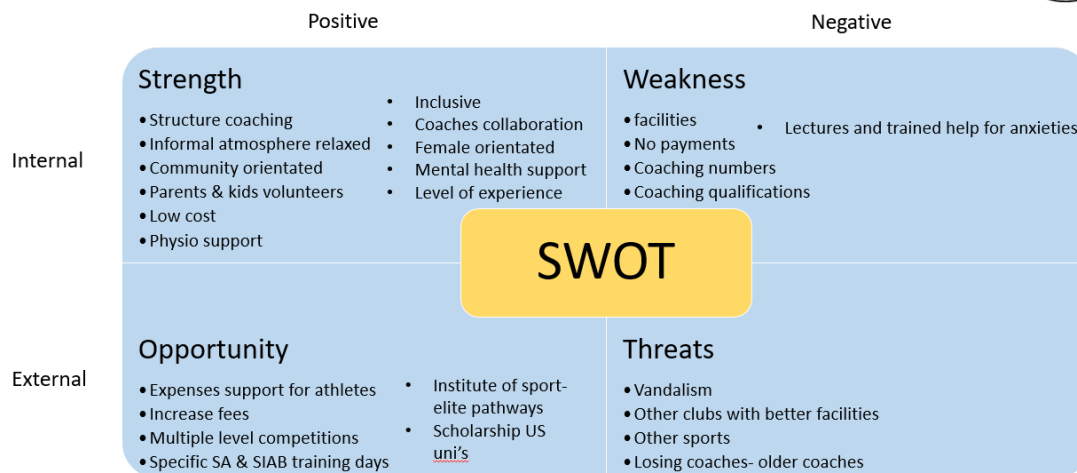 Positive
Negative
Internal
Strength
• Structure coaching
• Informal atmosphere relaxed
• Community orientated
• Parents & kids volunteers
• Low cost
• Physio support
• Inclusive
• Coaches collaboration
• Female orientated
• Mental health support
• Level of experience
Weakness
• facilities
• No payments
• Coaching numbers
• Coaching qualifications
• Lectures and trained help for anxieties
SWOT
External
Opportunity
• Expenses support for athletes
• Increase fees
• Multiple level competitions
• Specific SA & SIAB training days
• Institute of sport-
elite pathways
• Scholarship US
uni's
Threats
• Vandalism
• Other clubs with better facilities
• Other sports
• Losing coaches- older coaches